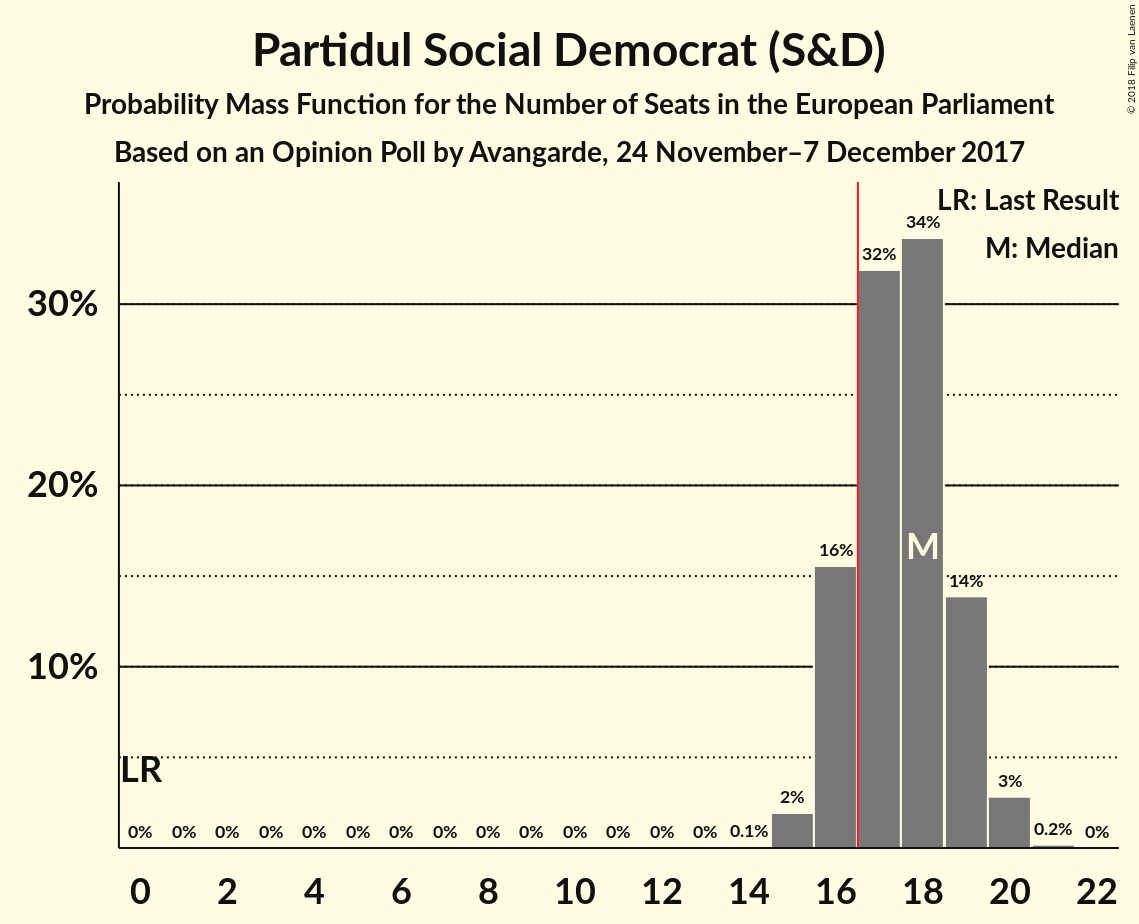 Partidul Social Democrat (S&D)
Probability Mass Function for the Number of Seats in the European Parliament
Based on an Opinion Poll by Avangarde, 24 November–7 December 2017
© 2018 Filip van Laenen
LR: Last Result
M: Median
30%
20%
10%
34%
32%
16%
M
14%
LR
0% 0% 0% 0% 0% 0% 0% 0% 0% 0% 0% 0% 0% 0% 0.1% 2% 3% 0.2% 0%
0 2 4 6 8 10 12 14 16 18 20 22